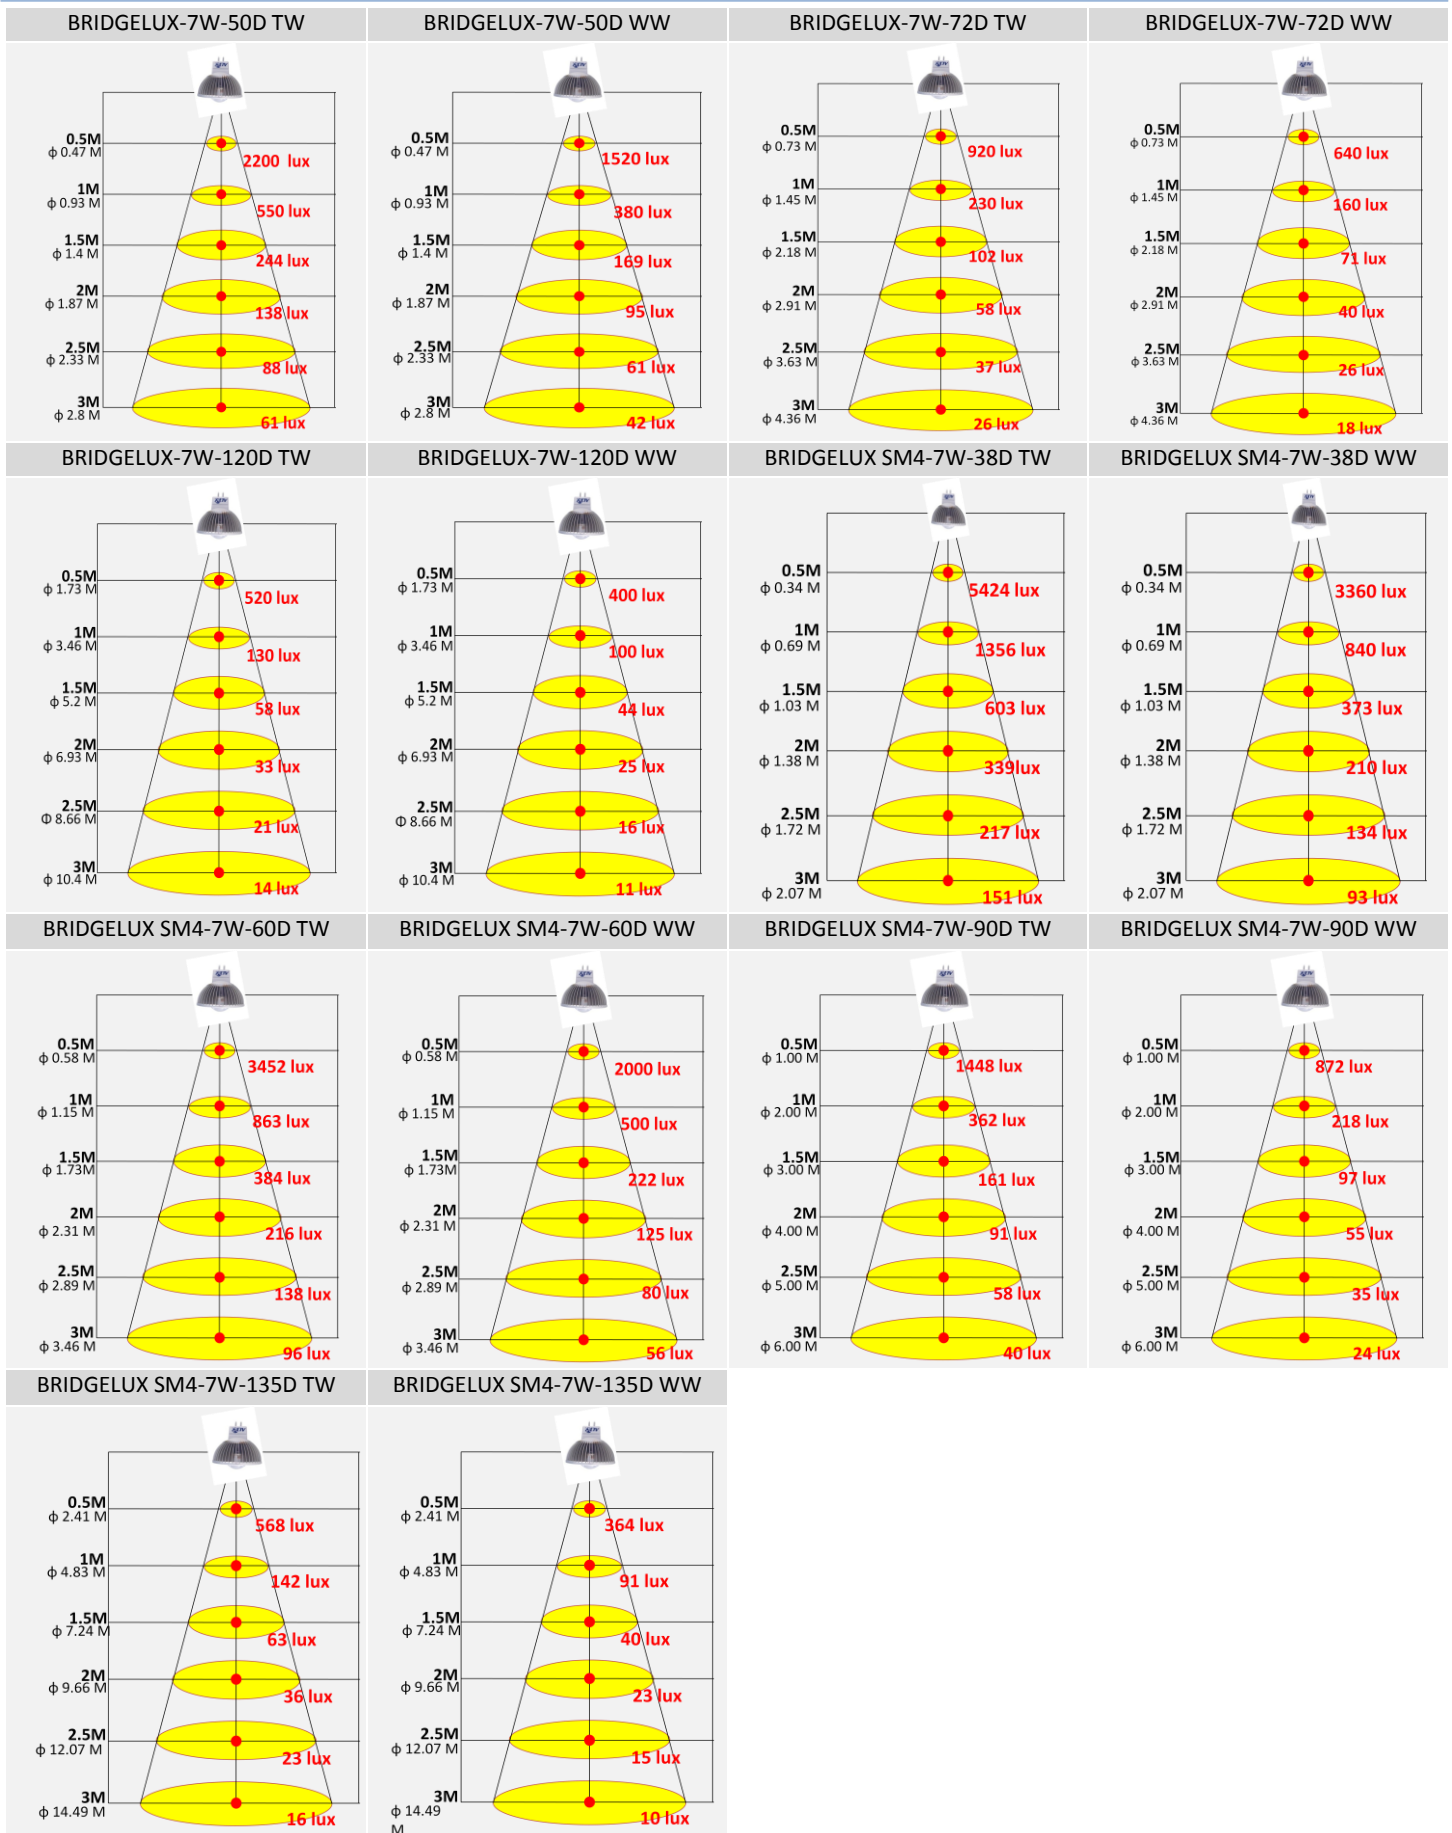 BRIDGELUX-7W-50D TW
0.5M
ϕ 0.47 M
2200 lux
1M
ϕ 0.93 M
550 lux
1.5M
ϕ 1.4 M
244 lux
2M
ϕ 1.87 M
138 lux
2.5M
ϕ 2.33 M
88 lux
3M
ϕ 2.8 M
61 lux
BRIDGELUX-7W-50D WW
0.5M
ϕ 0.47 M
1520 lux
1M
ϕ 0.93 M
380 lux
1.5M
ϕ 1.4 M
169 lux
2M
ϕ 1.87 M
95 lux
2.5M
ϕ 2.33 M
61 lux
3M
ϕ 2.8 M
42 lux
BRIDGELUX-7W-72D TW
0.5M
ϕ 0.73 M
920 lux
1M
ϕ 1.45 M
230 lux
1.5M
ϕ 2.18 M
102 lux
2M
ϕ 2.91 M
58 lux
2.5M
ϕ 3.63 M
37 lux
3M
ϕ 4.36 M
26 lux
BRIDGELUX-7W-72D WW
0.5M
ϕ 0.73 M
640 lux
1M
ϕ 1.45 M
160 lux
1.5M
ϕ 2.18 M
71 lux
2M
ϕ 2.91 M
40 lux
2.5M
ϕ 3.63 M
26 lux
3M
ϕ 4.36 M
18 lux
BRIDGELUX-7W-120D TW
0.5M
ϕ 1.73 M
520 lux
1M
ϕ 3.46 M
130 lux
1.5M
ϕ 5.2 M
58 lux
2M
ϕ 6.93 M
33 lux
2.5M
Φ 8.66 M
21 lux
3M
ϕ 10.4 M
14 lux
BRIDGELUX-7W-120D WW
0.5M
ϕ 1.73 M
400 lux
1M
ϕ 3.46 M
100 lux
1.5M
ϕ 5.2 M
44 lux
2M
ϕ 6.93 M
25 lux
2.5M
Φ 8.66 M
16 lux
3M
ϕ 10.4 M
11 lux
BRIDGELUX SM4-7W-38D TW
0.5M
ϕ 0.34 M
5424 lux
1M
ϕ 0.69 M
1356 lux
1.5M
ϕ 1.03 M
603 lux
2M
ϕ 1.38 M
339lux
2.5M
ϕ 1.72 M
217 lux
3M
ϕ 2.07 M
151 lux
BRIDGELUX SM4-7W-38D WW
0.5M
ϕ 0.34 M
3360 lux
1M
ϕ 0.69 M
840 lux
1.5M
ϕ 1.03 M
373 lux
2M
ϕ 1.38 M
210 lux
2.5M
ϕ 1.72 M
134 lux
3M
ϕ 2.07 M
93 lux
BRIDGELUX SM4-7W-60D TW
0.5M
ϕ 0.58 M
3452 lux
1M
ϕ 1.15 M
863 lux
1.5M
ϕ 1.73M
384 lux
2M
ϕ 2.31 M
216 lux
2.5M
ϕ 2.89 M
138 lux
3M
ϕ 3.46 M
96 lux
BRIDGELUX SM4-7W-60D WW
0.5M
ϕ 0.58 M
2000 lux
1M
ϕ 1.15 M
500 lux
1.5M
ϕ 1.73M
222 lux
2M
ϕ 2.31 M
125 lux
2.5M
ϕ 2.89 M
80 lux
3M
ϕ 3.46 M
56 lux
BRIDGELUX SM4-7W-90D TW
0.5M
ϕ 1.00 M
1448 lux
1M
ϕ 2.00 M
362 lux
1.5M
ϕ 3.00 M
161 lux
2M
ϕ 4.00 M
91 lux
2.5M
ϕ 5.00 M
58 lux
3M
ϕ 6.00 M
40 lux
BRIDGELUX SM4-7W-90D WW
0.5M
ϕ 1.00 M
872 lux
1M
ϕ 2.00 M
218 lux
1.5M
ϕ 3.00 M
97 lux
2M
ϕ 4.00 M
55 lux
2.5M
ϕ 5.00 M
35 lux
3M
ϕ 6.00 M
24 lux
BRIDGELUX SM4-7W-135D TW
0.5M
ϕ 2.41 M
568 lux
1M
ϕ 4.83 M
142 lux
1.5M
ϕ 7.24 M
63 lux
2M
ϕ 9.66 M
36 lux
2.5M
ϕ 12.07 M
23 lux
3M
ϕ 14.49 M
16 lux
BRIDGELUX SM4-7W-135D WW
0.5M
ϕ 2.41 M
364 lux
1M
ϕ 4.83 M
91 lux
1.5M
ϕ 7.24 M
40 lux
2M
ϕ 9.66 M
23 lux
2.5M
ϕ 12.07 M
15 lux
3M
ϕ 14.49
M
10 lux